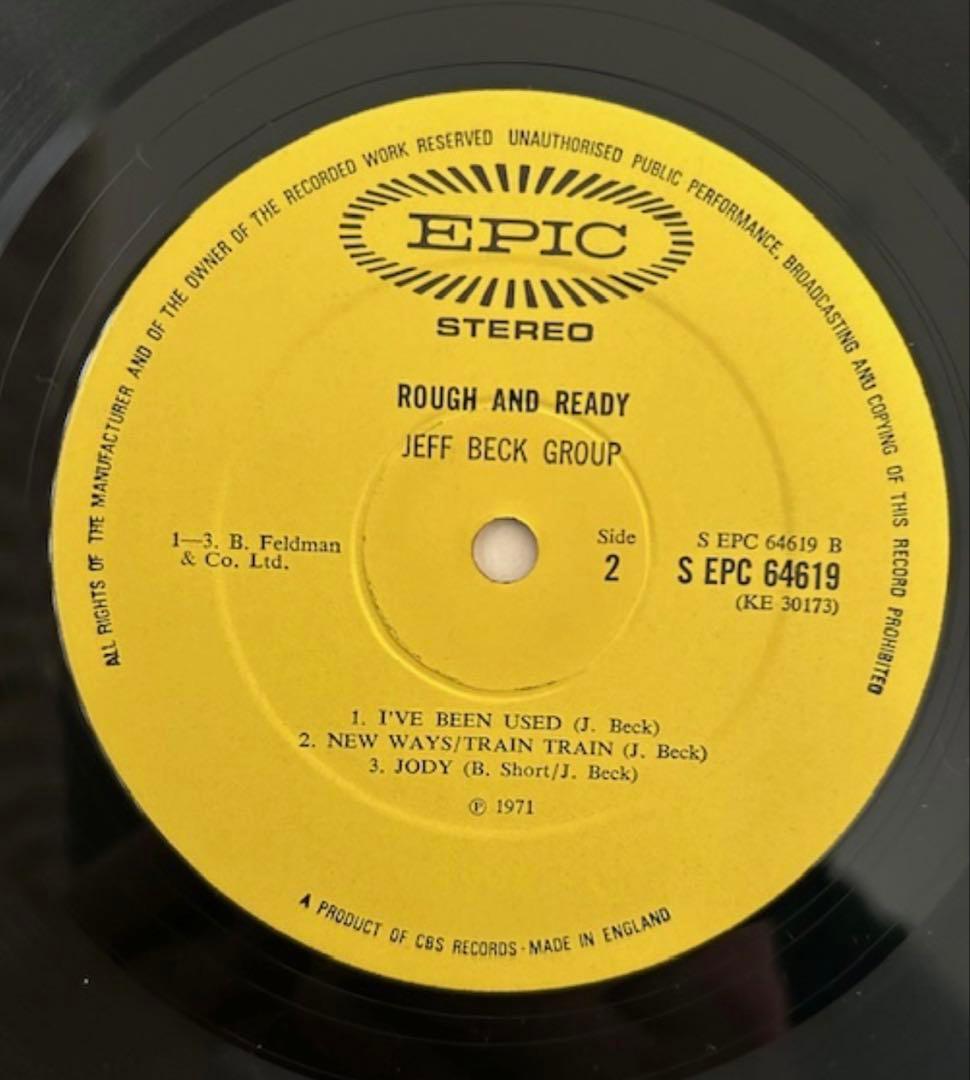 ALL RIGHTS OF THE MANUFACTURER AND OF THE OWNER OF THE RECORDED WORK RESERVED UNAUTHORISED PUBLIC PERFORMANCE, BROADCASTING AND COPYING OF THIS RECORD PROHIBITED
EPIC
STEREO
ROUGH AND READY
JEFF BECK GROUP
1—3. B. Feldman
& Co. Ltd.
Side
2
S EPC 64619 B
S EPC 64619
(KE 30173)
1. I'VE BEEN USED (J. Beck)
2. NEW WAYS/TRAIN TRAIN (J. Beck)
3. JODY (B. Short/J. Beck)
℗ 1971
A PRODUCT OF CBS RECORDS · MADE IN ENGLAND